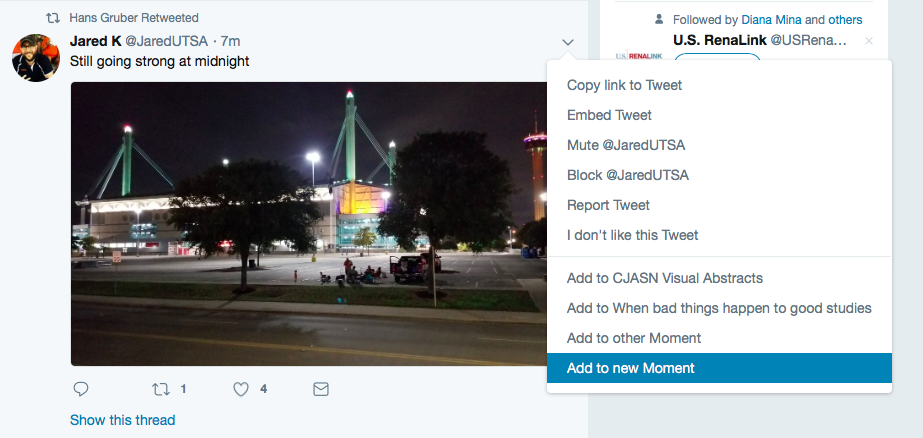 Hans Gruber Retweeted
Jared K @JaredUTSA · 7m
Still going strong at midnight
1
4
Show this thread
Followed by Diana Mina and others
U.S. RenaLink @USRena...
U.S. RENALINK
Copy link to Tweet
Embed Tweet
Mute @JaredUTSA
Block @JaredUTSA
Report Tweet
I don't like this Tweet
Add to CJASN Visual Abstracts
Add to When bad things happen to good studies
Add to other Moment
Add to new Moment